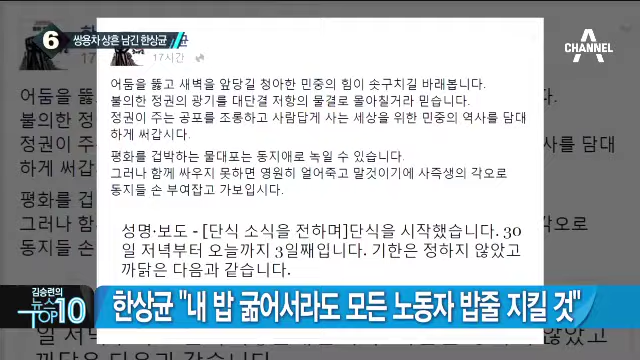 6 쌍용차 상흔 남긴 한상균
17시간
CHANNEL A
어둠을 뚫고 새벽을 앞당길 청아한 민중의 힘이 솟구치길 바래봅니다.
불의한 정권의 광기를 대단결 저항의 물결로 몰아칠거라 믿습니다.
정권이 주는 공포를 조롱하고 사람답게 사는 세상을 위한 민중의 역사를 담대
하게 써갑시다.
평화를 겁박하는 물대포는 동지애로 녹일 수 있습니다.
그러나 함께 싸우지 못하면 영원히 얼어죽고 말것이기에 사즉생의 각오로
동지들 손 부여잡고 가보입시다.
성명·보도 - [단식 소식을 전하며]단식을 시작했습니다. 30
일 저녁부터 오늘까지 3일째입니다. 기한은 정하지 않았고
까닭은 다음과 같습니다.
김승련의
뉴스
TOP10
한상균 "내 밥 굶어서라도 모든 노동자 밥줄 지킬 것"